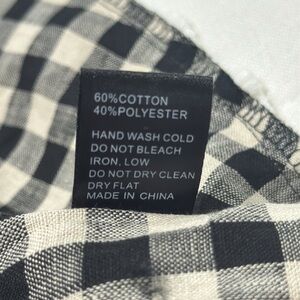 60%COTTON
40%POLYESTER
HAND WASH COLD
DO NOT BLEACH
IRON, LOW
DO NOT DRY CLEAN
DRY FLAT
MADE IN CHINA